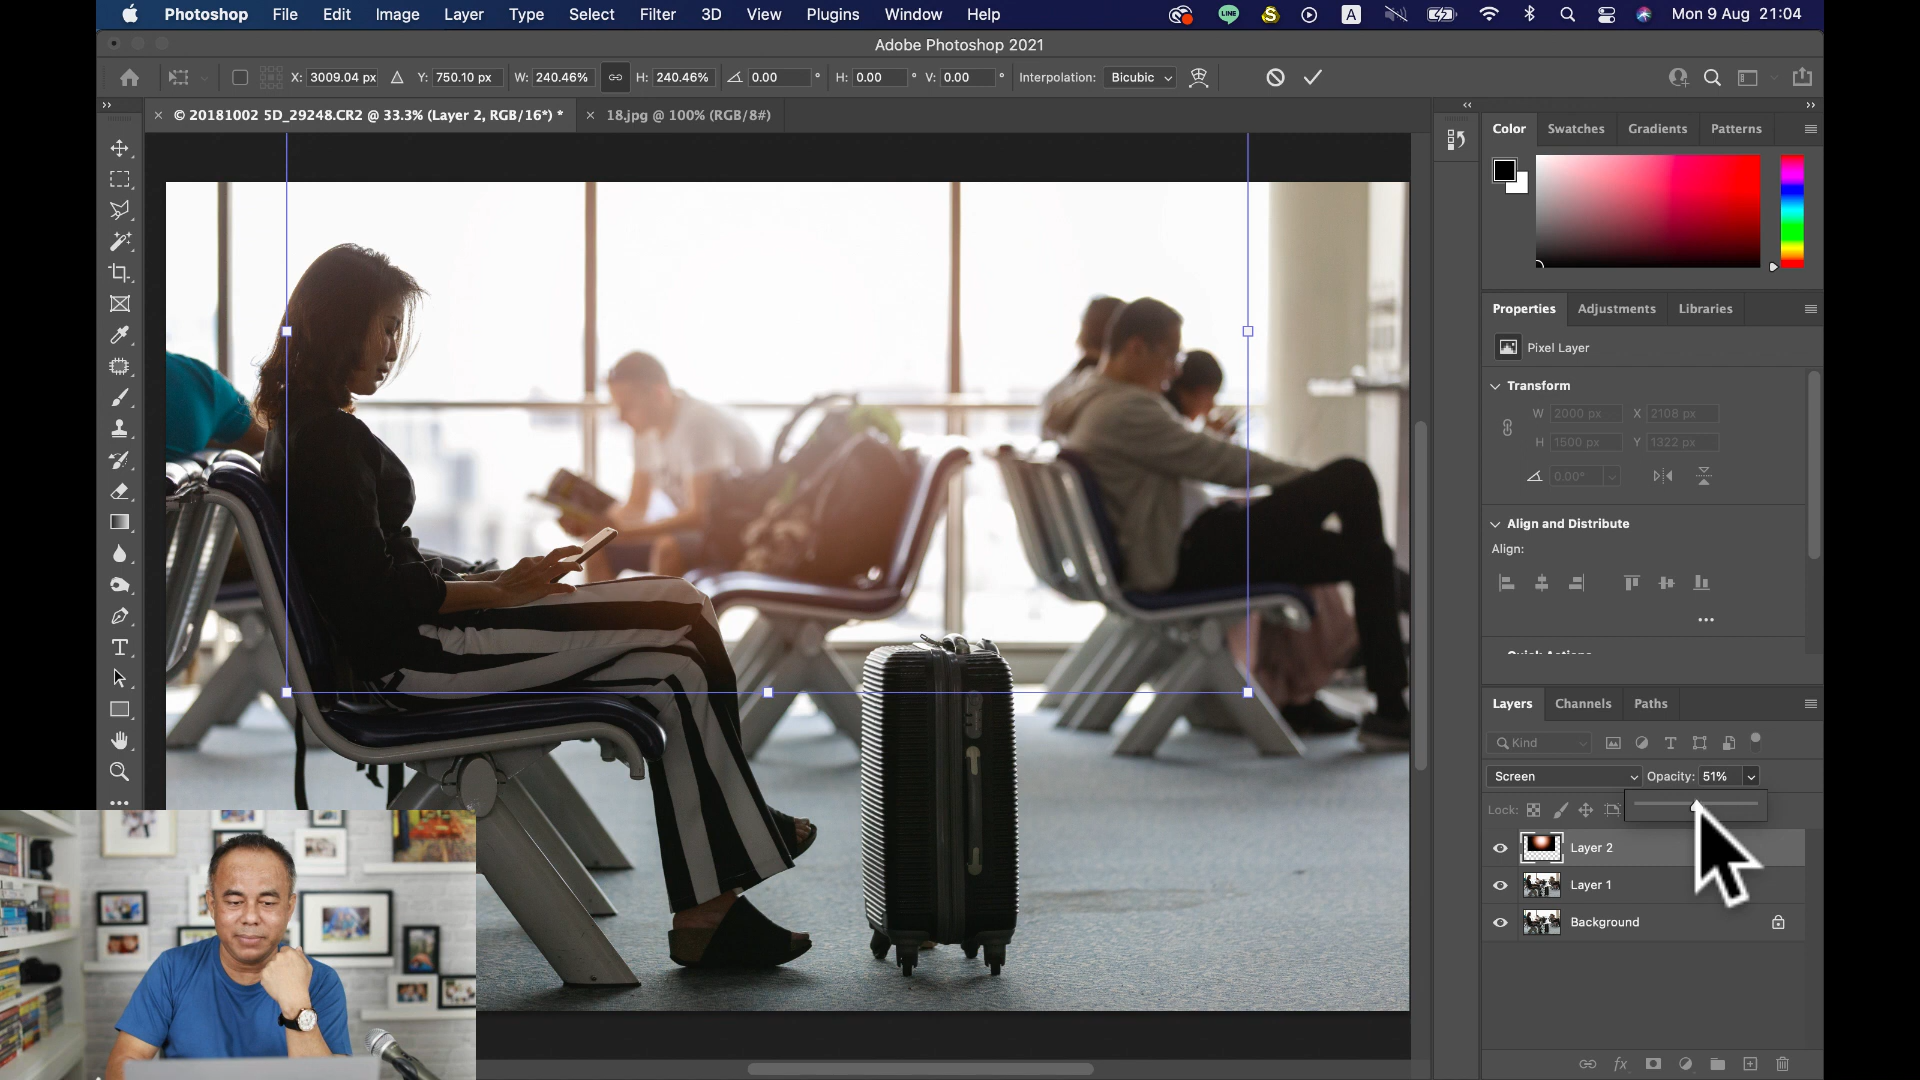 Photoshop File Edit Image Layer Type Select Filter 3D View Plugins Window Help LINE S A Mon 9 Aug 21:04
Adobe Photoshop 2021
X: 3009.04 px Y: 750.10 px W: 240.46% H: 240.46% 0.00 ° H: 0.00 ° V: 0.00 ° Interpolation: Bicubic
© 20181002 5D_29248.CR2 @ 33.3% (Layer 2, RGB/16*) * 18.jpg @ 100% (RGB/8#)
Color Swatches Gradients Patterns
Properties Adjustments Libraries
Pixel Layer
Transform
W 2000 px X 2108 px
H 1500 px Y 1322 px
0.00°
Align and Distribute
Align:
Layers Channels Paths
Kind
Screen Opacity: 51%
Lock:
Layer 2
Layer 1
Background
fx